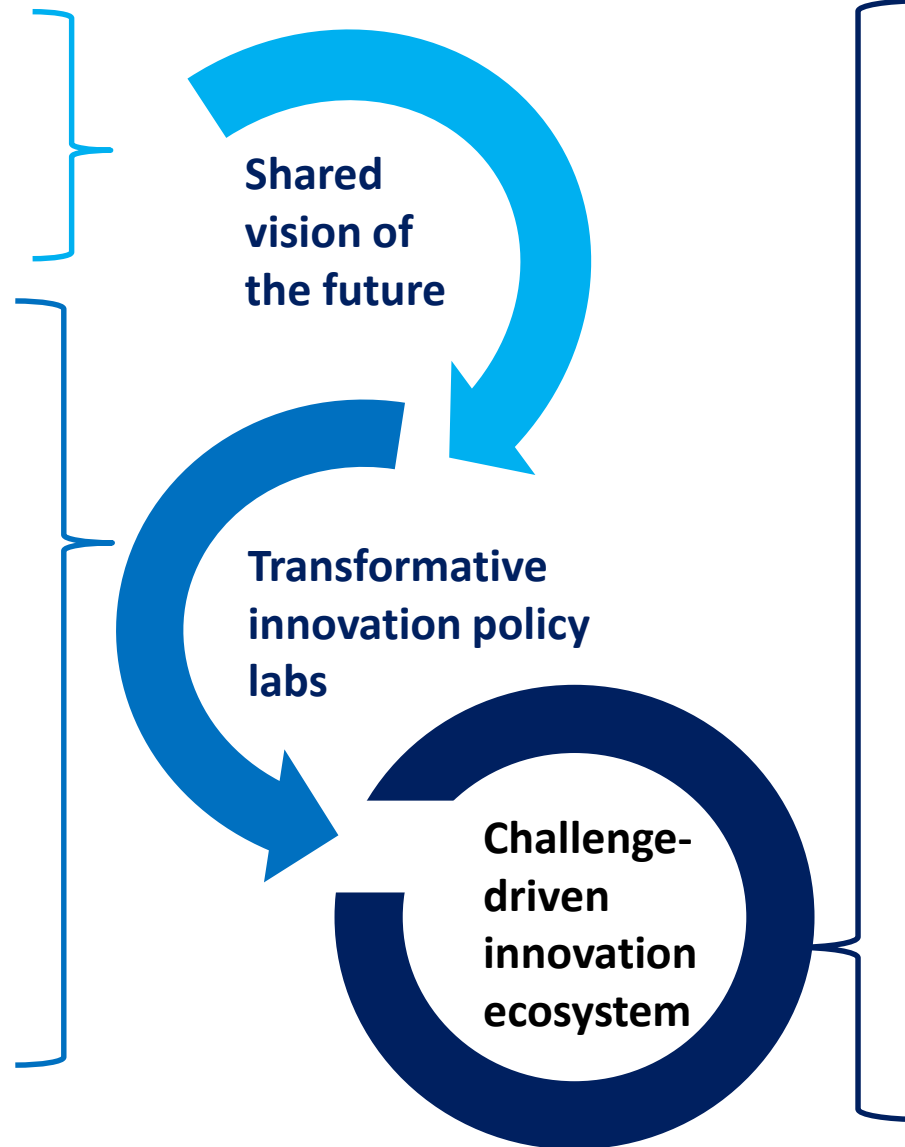 Shared
vision of
the future
Transformative
innovation policy
labs
Challenge-
driven
innovation
ecosystem